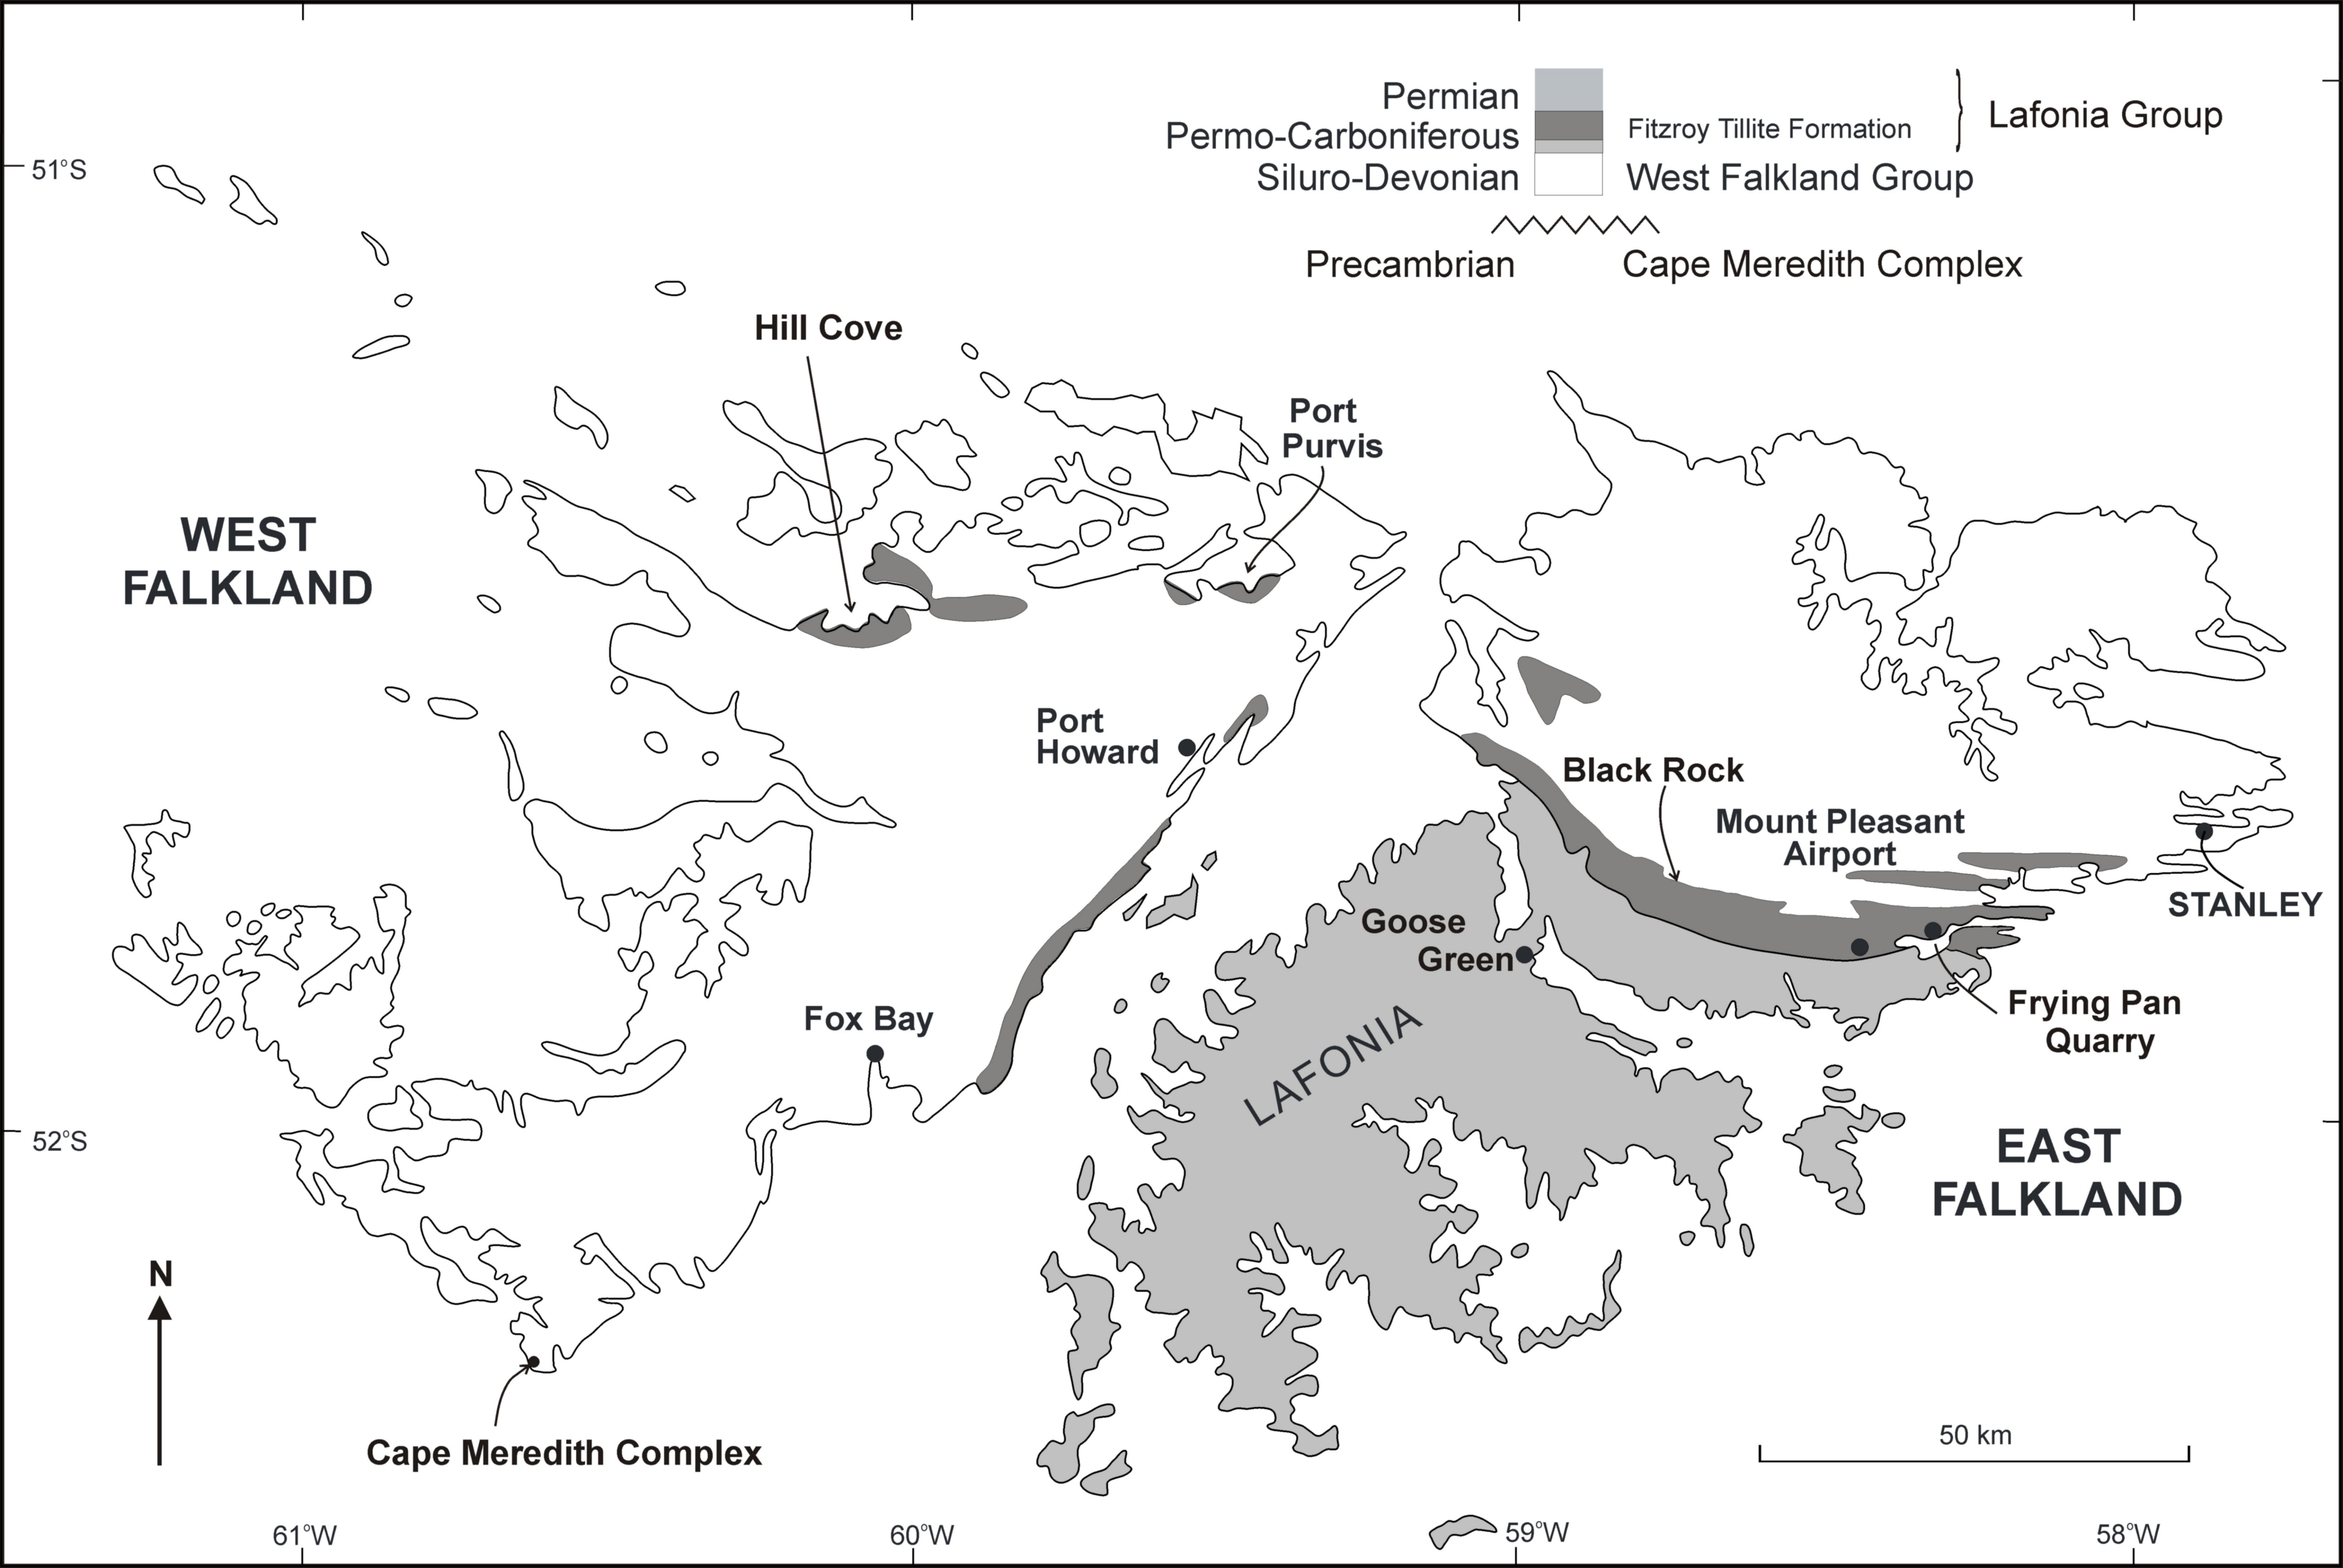 Permian
Permo-Carboniferous
Fitzroy Tillite Formation
Lafonia Group
Siluro-Devonian
West Falkland Group
Precambrian
Cape Meredith Complex
51°S
Hill Cove
Port
Purvis
WEST
FALKLAND
Port
Howard
Black Rock
Mount Pleasant
Airport
STANLEY
Goose
Green
Frying Pan
Quarry
Fox Bay
LAFONIA
52°S
EAST
FALKLAND
N
Cape Meredith Complex
50 km
61°W
60°W
59°W
58°W